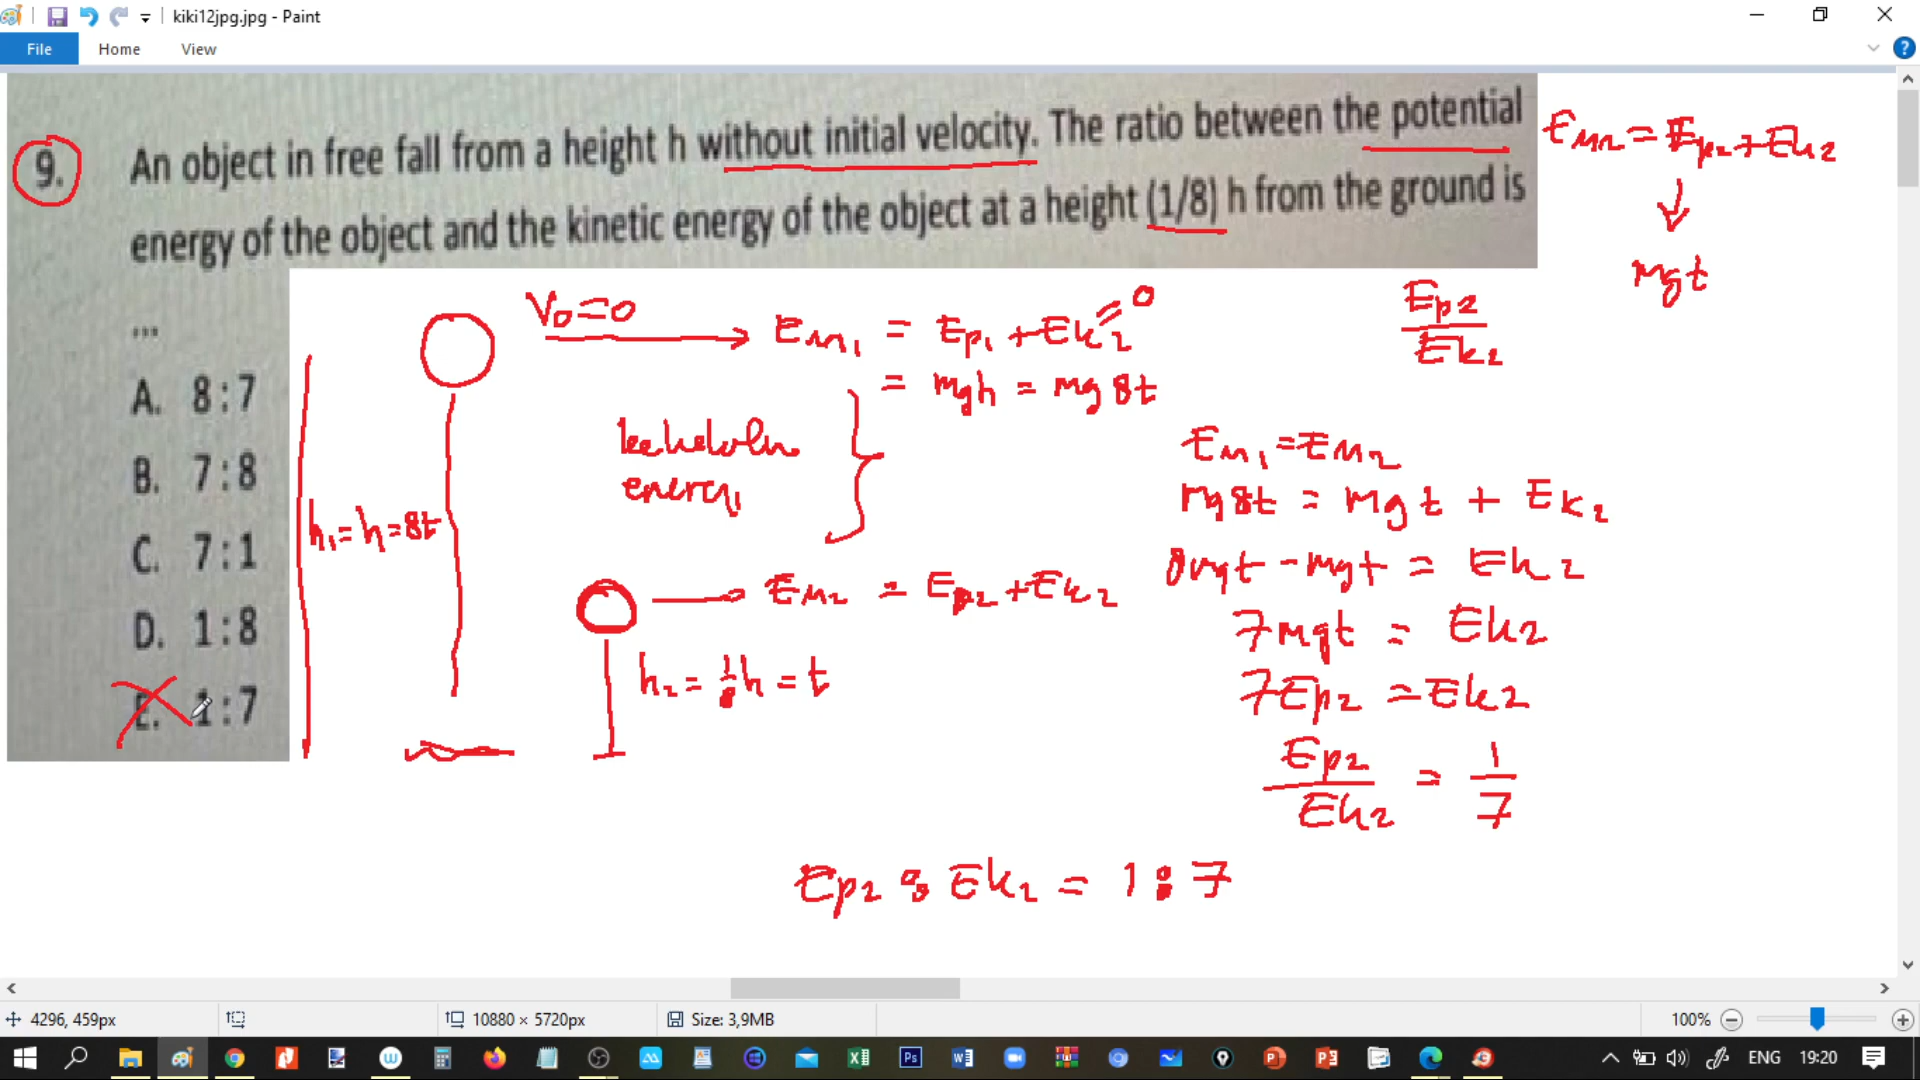 kiki12jpg.jpg - Paint
File Home View
9. An object in free fall from a height h without initial velocity. The ratio between the potential
energy of the object and the kinetic energy of the object at a height (1/8) h from the ground is
...
A. 8:7
B. 7:8
C. 7:1
D. 1:8
E. 1:7
Em2 = Ep2 + Ek2
mgt
V0 = 0
Em1 = Ep1 + Ek2 = 0
= mgh = mg 8t
Ep2
Ek2
h1 = h = 8t
energi
Em2 = Ep2 + Ek2
h2 = 1/8 h = t
Em1 = Em2
mg8t = mgt + Ek2
8mgt - mgt = Ek2
7mgt = Ek2
7Ep2 = Ek2
Ep2/Ek2 = 1/7
Ep2 : Ek2 = 1 : 7
4296, 459px
10880 × 5720px
Size: 3,9MB
100%
ENG 19:20